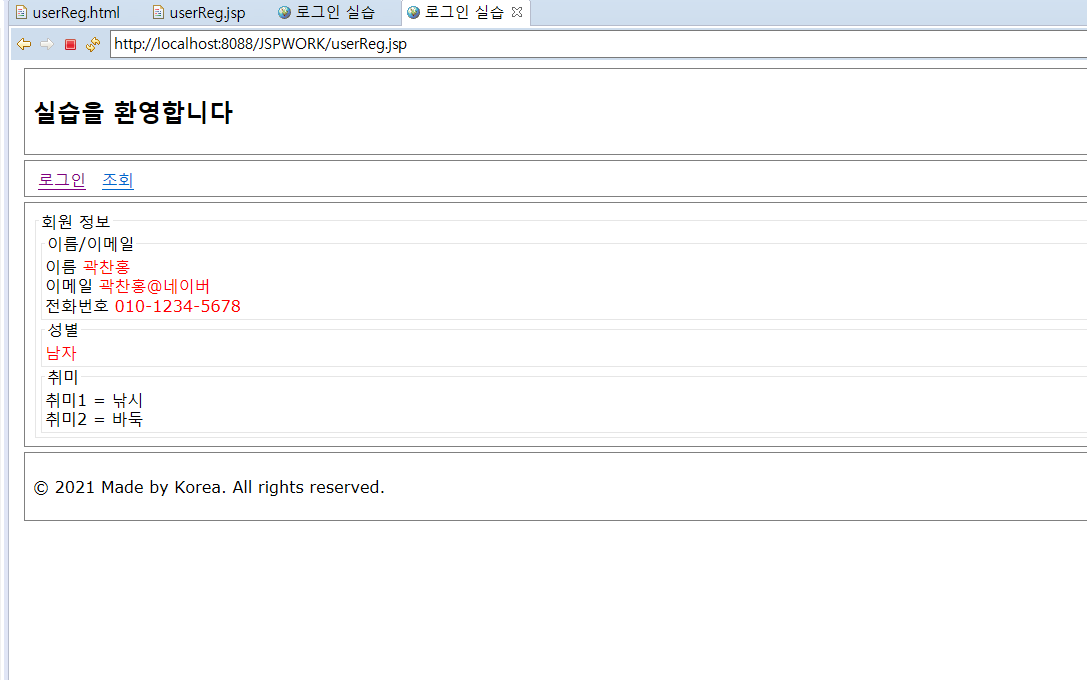 userReg.html userReg.jsp 로그인 실습 로그인 실습
http://localhost:8088/JSPWORK/userReg.jsp
실습을 환영합니다
로그인 조회
회원 정보
이름/이메일
이름 곽찬홍
이메일 곽찬홍@네이버
전화번호 010-1234-5678
성별
남자
취미
취미1 = 낚시
취미2 = 바둑
© 2021 Made by Korea. All rights reserved.